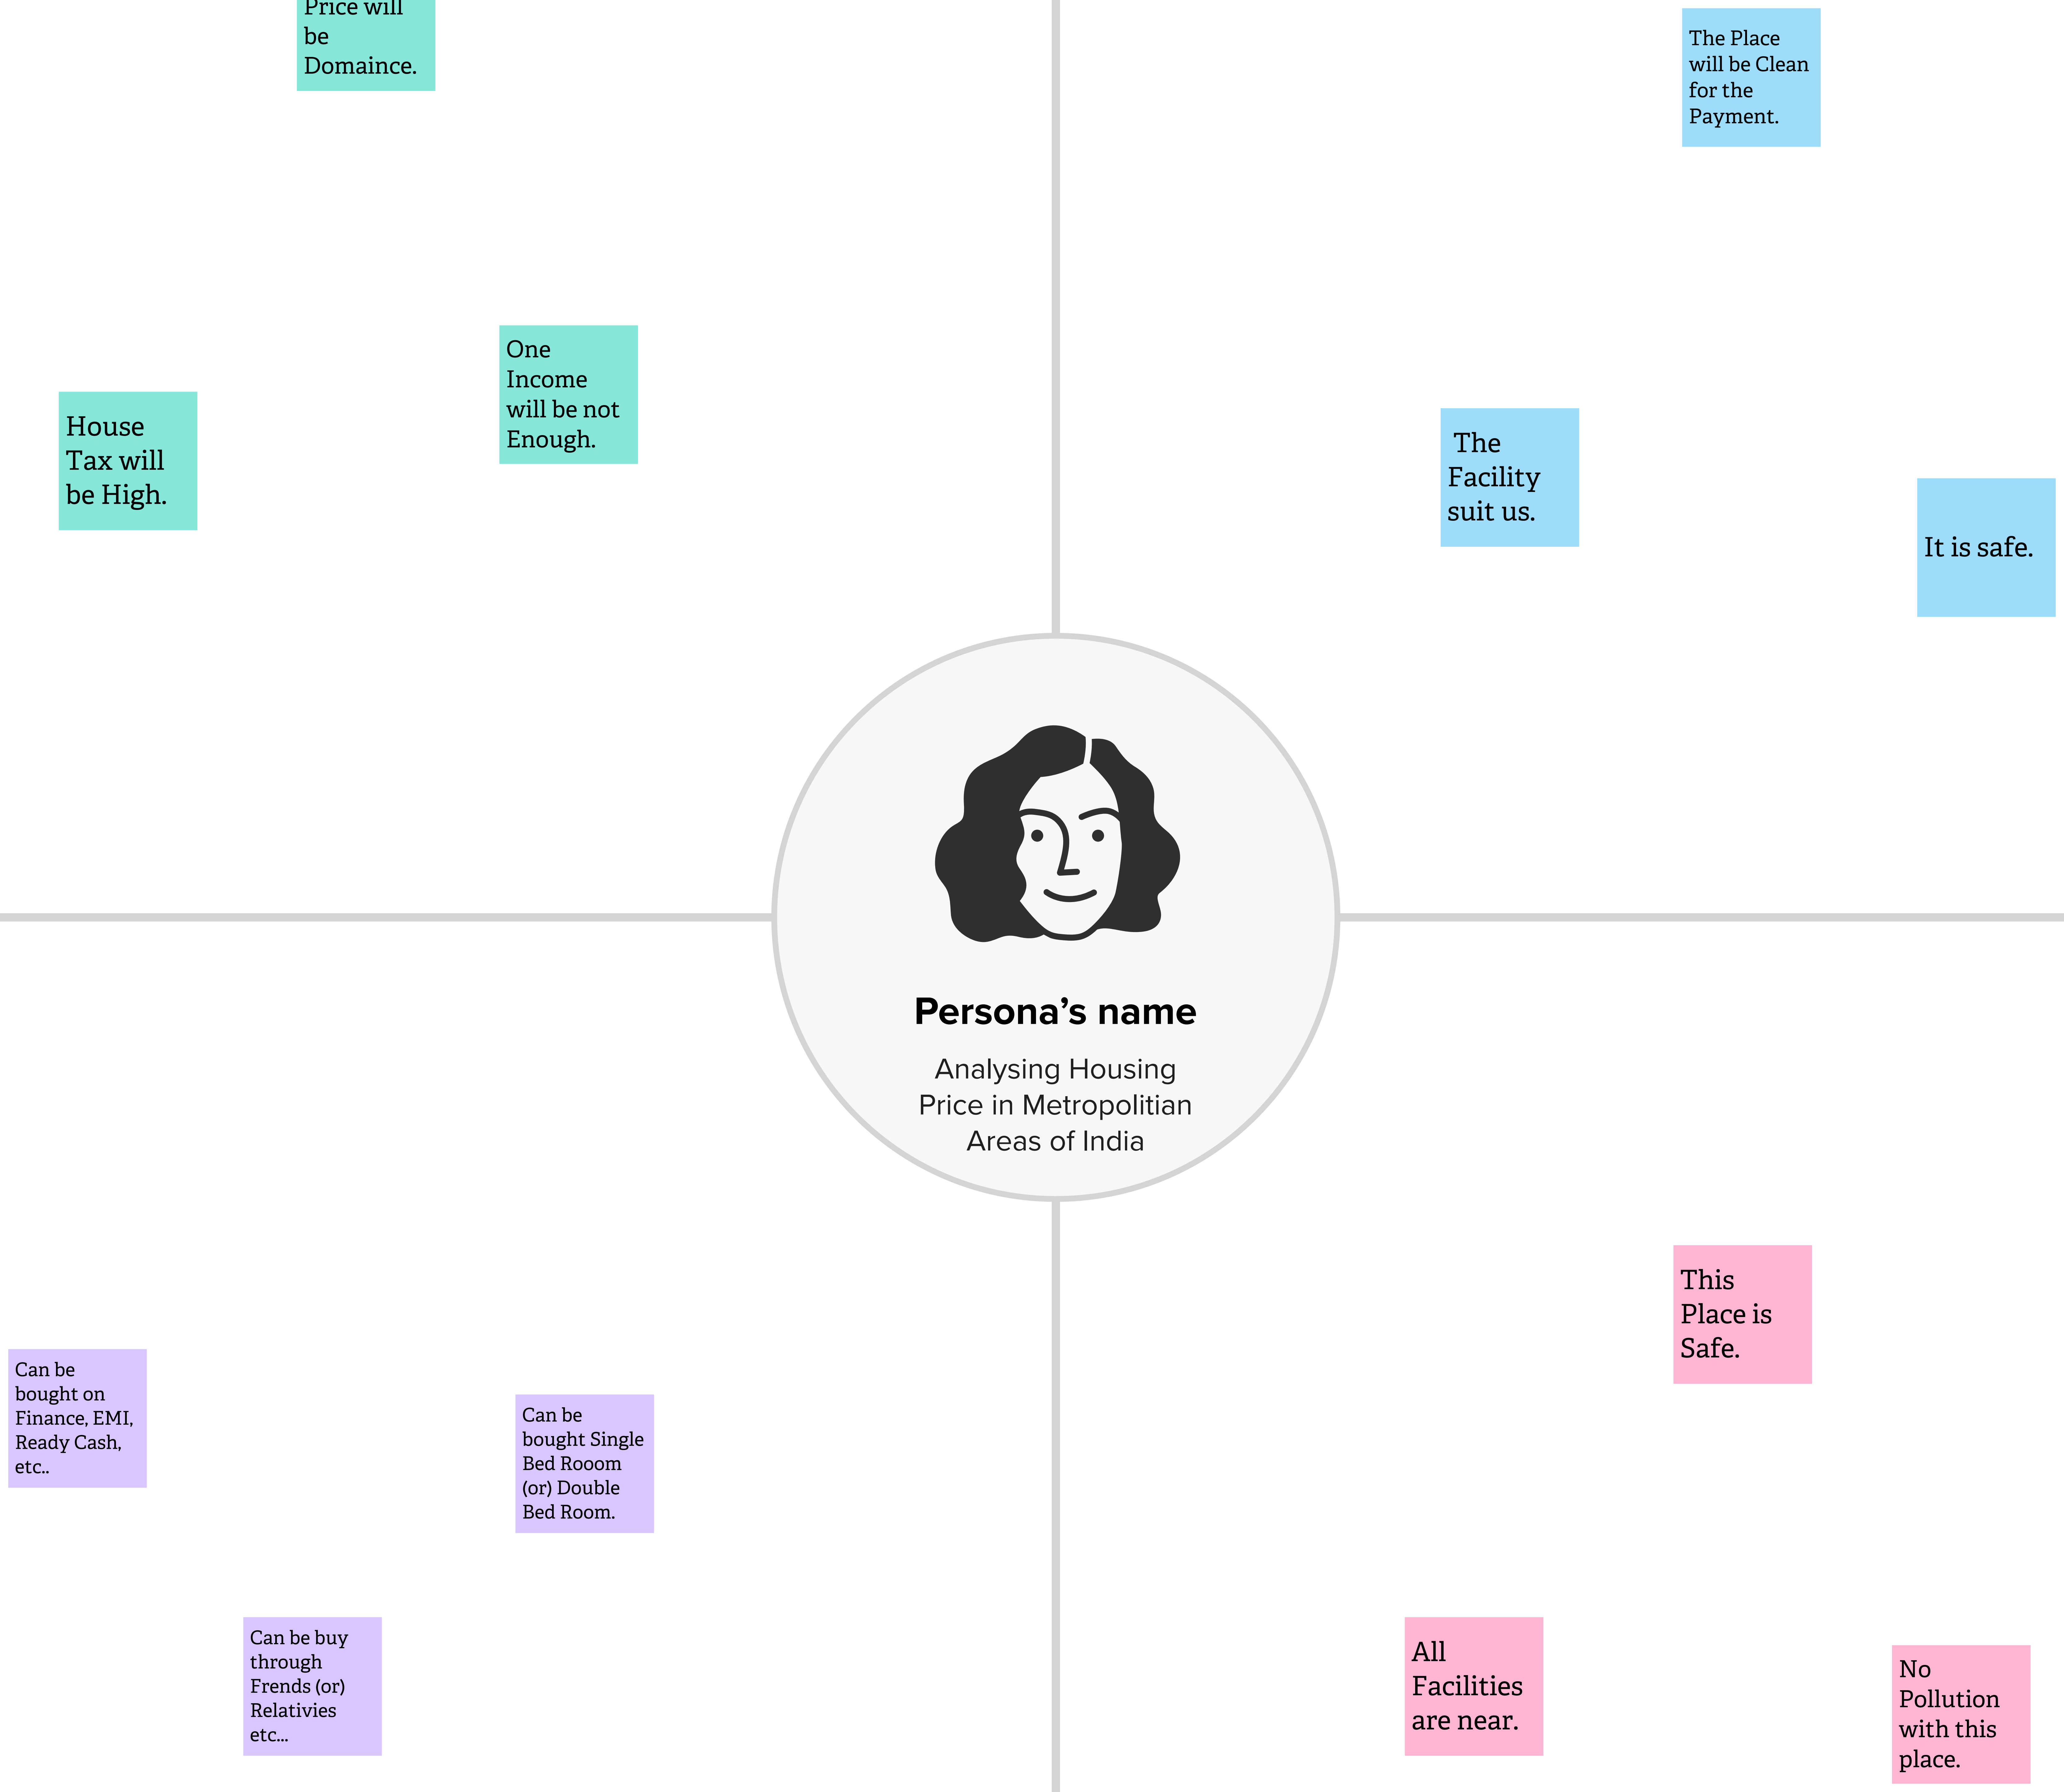 Price will
be
Domaince.
One
Income
will be not
Enough.
House
Tax will
be High.
The Place
will be Clean
for the
Payment.
The
Facility
suit us.
It is safe.
Persona’s name
Analysing Housing
Price in Metropolitian
Areas of India
Can be
bought on
Finance, EMI,
Ready Cash,
etc..
Can be
bought Single
Bed Rooom
(or) Double
Bed Room.
Can be buy
through
Frends (or)
Relativies
etc...
This
Place is
Safe.
All
Facilities
are near.
No
Pollution
with this
place.